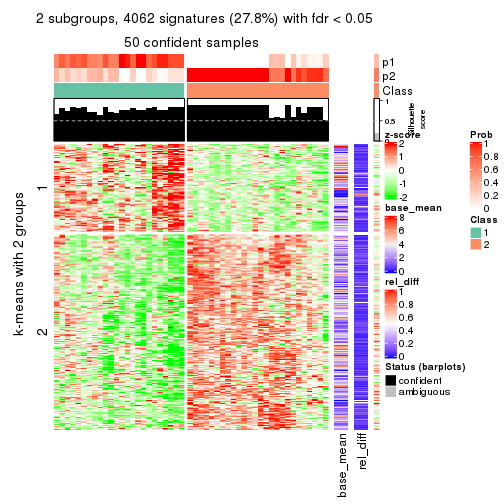 2 subgroups, 4062 signatures (27.8%) with fdr < 0.05
50 confident samples
p1
p2
Class
1
0.5
0
Silhouette
score
k-means with 2 groups
1
2
base_mean
rel_diff
z-score
2
1
0
-1
-2
base_mean
8
6
4
2
0
rel_diff
1
0.8
0.6
0.4
0.2
0
Status (barplots)
confident
ambiguous
Prob
1
0.8
0.6
0.4
0.2
0
Class
1
2